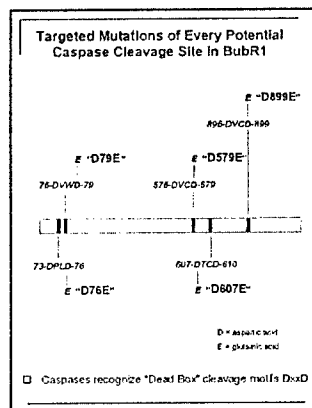 Targeted Mutations of Every Potential
Caspase Cleavage Site in BubR1
E "D899E"
896-DVCD-899
E "D79E"
E "D579E"
76-DVWD-79
576-DVCD-579
73-DPLD-76
607-DTCD-610
E "D76E"
E "D607E"
D = aspartic acid
E = glutamic acid
□ Caspases recognize "Dead Box" cleavage motifs DxxD